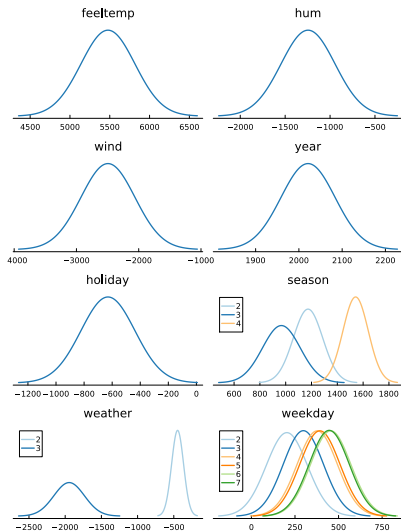 feeltemp
hum
4500 5000 5500 6000 6500
−2000 −1500 −1000 −500
wind
year
−4000 −3000 −2000 −1000
1900 2000 2100 2200
holiday
season
2
3
4
−1200 −1000 −800 −600 −400 −200 0
600 800 1000 1200 1400 1600 1800
weather
weekday
2
3
2
3
4
5
6
7
−2500 −2000 −1500 −1000 −500
0 250 500 750